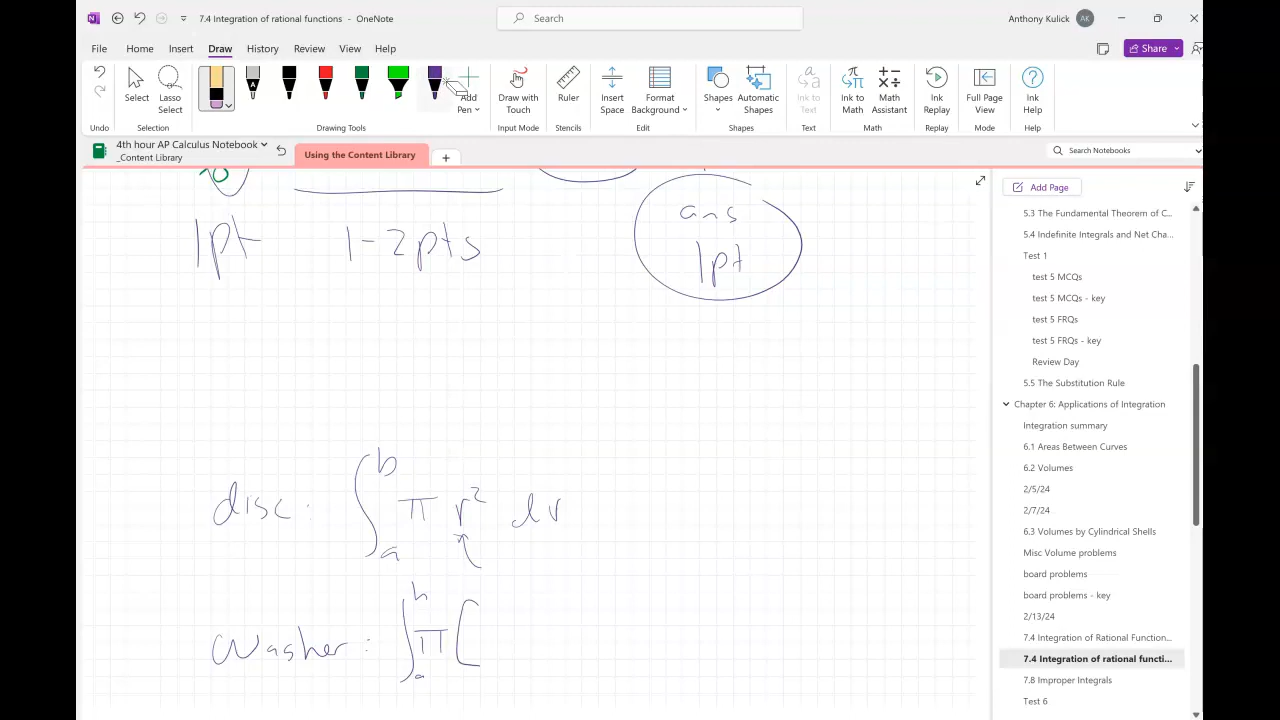 7.4 Integration of rational functions - OneNote
Search
Anthony Kulick AK
File Home Insert Draw History Review View Help
Share
Select Lasso Select Add Pen Draw with Touch Ruler Insert Space Format Background Shapes Automatic Shapes Ink to Text Ink to Math Math Assistant Ink Replay Full Page View Ink Help
Undo Selection Drawing Tools Input Mode Stencils Edit Shapes Text Math Replay Mode Help
4th hour AP Calculus Notebook
_Content Library
Using the Content Library
Search Notebooks
Add Page
1pt 1-2pts
ans
1pt
disc: ∫ₐᵇ π r² dr
washer: ∫ₐᵇ π [
5.3 The Fundamental Theorem of C...
5.4 Indefinite Integrals and Net Cha...
Test 1
test 5 MCQs
test 5 MCQs - key
test 5 FRQs
test 5 FRQs - key
Review Day
5.5 The Substitution Rule
Chapter 6: Applications of Integration
Integration summary
6.1 Areas Between Curves
6.2 Volumes
2/5/24
2/7/24
6.3 Volumes by Cylindrical Shells
Misc Volume problems
board problems
board problems - key
2/13/24
7.4 Integration of Rational Function...
7.4 Integration of rational functi...
7.8 Improper Integrals
Test 6